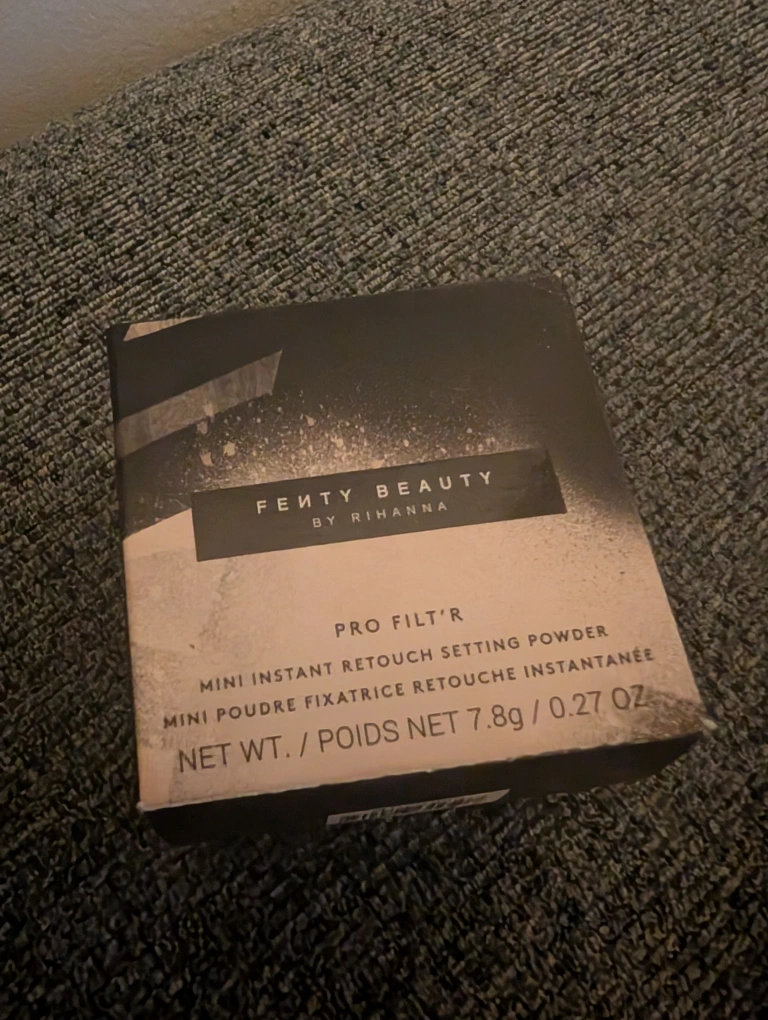 FEИTY BEAUTY
BY RIHANNA
PRO FILT'R
MINI INSTANT RETOUCH SETTING POWDER
MINI POUDRE FIXATRICE RETOUCHE INSTANTANÉE
NET WT. / POIDS NET 7.8g / 0.27 OZ